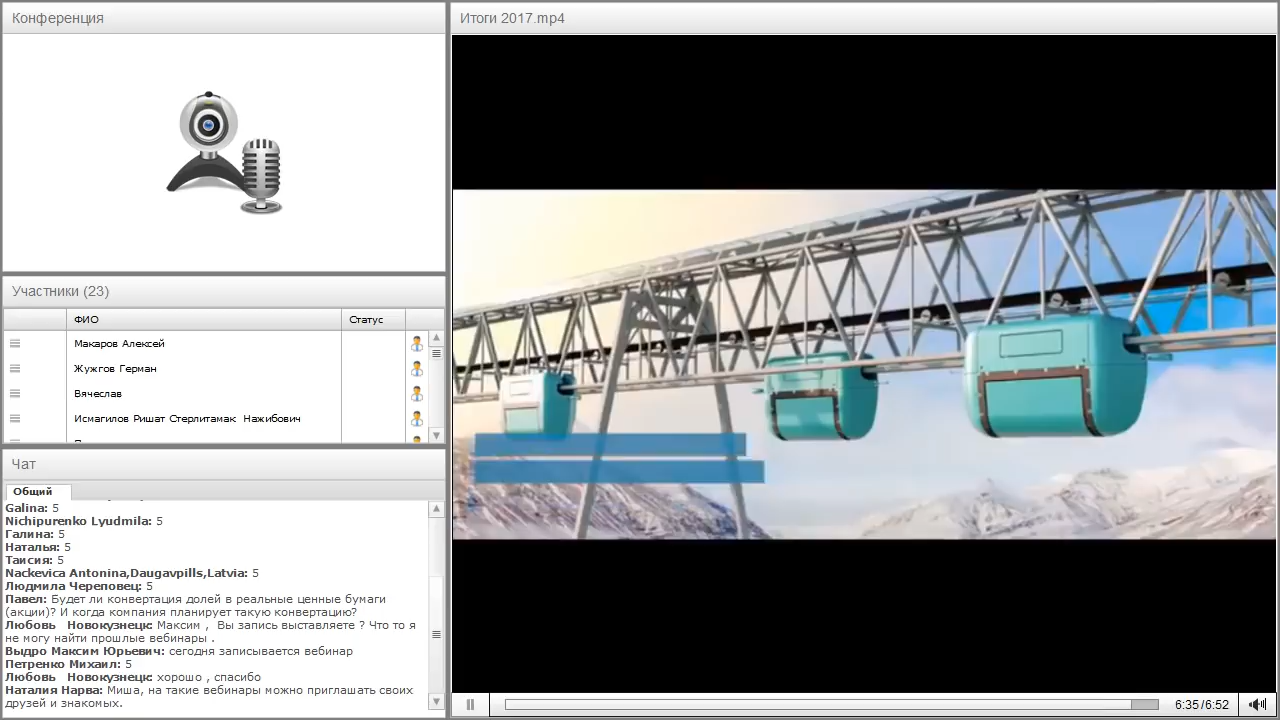 Конференция
Итоги 2017.mp4
Участники (23)
ФИО
Статус
Макаров Алексей
Жужгов Герман
Вячеслав
Исмагилов Ришат Стерлитамак Нажибович
Чат
Общий
Galina: 5
Nichipurenko Lyudmila: 5
Галина: 5
Наталья: 5
Таисия: 5
Nackevica Antonina,Daugavpills,Latvia: 5
Людмила Череповец: 5
Павел: Будет ли конвертация долей в реальные ценные бумаги
(акции)? И когда компания планирует такую конвертацию?
Любовь Новокузнецк: Максим , Вы запись выставляете ? Что то я
не могу найти прошлые вебинары .
Выдро Максим Юрьевич: сегодня записывается вебинар
Петренко Михаил: 5
Любовь Новокузнецк: хорошо , спасибо
Наталия Нарва: Миша, на такие вебинары можно приглашать своих
друзей и знакомых.
6:35/6:52